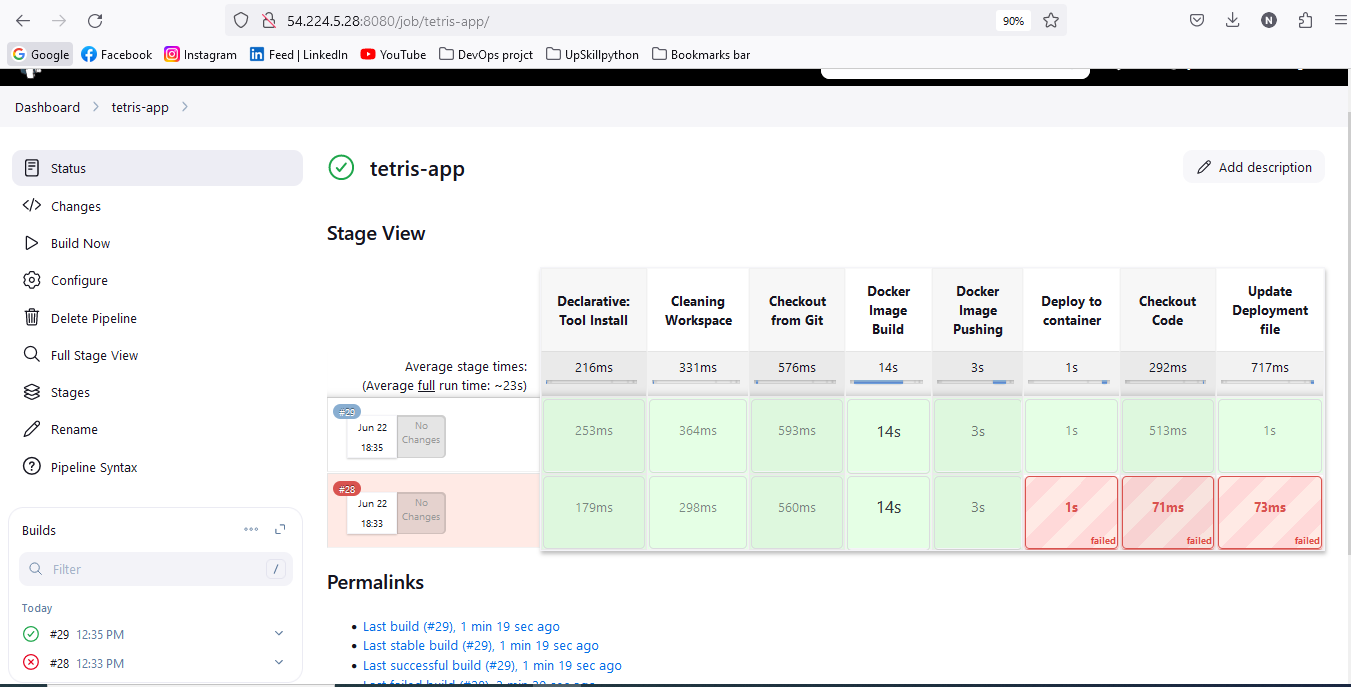 54.224.5.28:8080/job/tetris-app/
90%
N
Google
Facebook
Instagram
Feed | LinkedIn
YouTube
DevOps projct
UpSkillpython
Bookmarks bar
Dashboard
tetris-app
Status
Changes
Build Now
Configure
Delete Pipeline
Full Stage View
Stages
Rename
Pipeline Syntax
Builds
Filter
/
Today
#29 12:35 PM
#28 12:33 PM
tetris-app
Add description
Stage View
Declarative:
Tool Install
Cleaning
Workspace
Checkout
from Git
Docker
Image
Build
Docker
Image
Pushing
Deploy to
container
Checkout
Code
Update
Deployment
file
Average stage times:
(Average full run time: ~23s)
216ms
331ms
576ms
14s
3s
1s
292ms
717ms
#29
Jun 22
18:35
No
Changes
253ms
364ms
593ms
14s
3s
1s
513ms
1s
#28
Jun 22
18:33
No
Changes
179ms
298ms
560ms
14s
3s
1s
failed
71ms
failed
73ms
failed
Permalinks
Last build (#29), 1 min 19 sec ago
Last stable build (#29), 1 min 19 sec ago
Last successful build (#29), 1 min 19 sec ago